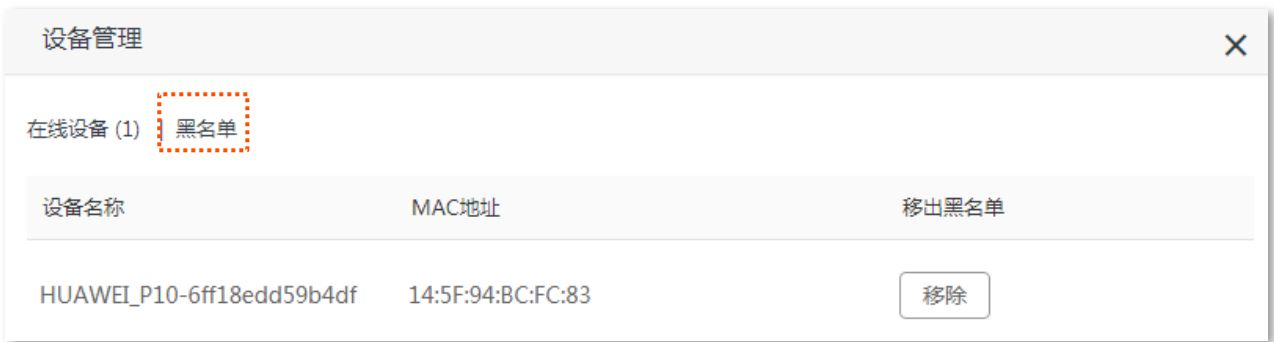 设备管理
在线设备 (1) | 黑名单
设备名称 MAC地址 移出黑名单
HUAWEI_P10-6ff18edd59b4df 14:5F:94:BC:FC:83 移除